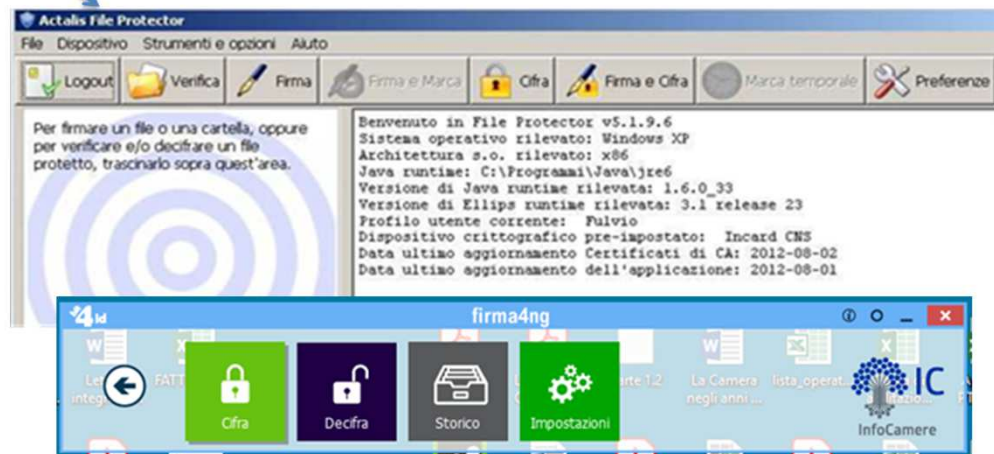 Actalis File Protector
File Dispositivo Strumenti e opzioni Aiuto
Logout Verifica Firma Firma e Marca Cifra Firma e Cifra Marca temporale Preferenze
Per firmare un file o una cartella, oppure
per verificare e/o decifrare un file
protetto, trascinarlo sopra quest'area.
Benvenuto in File Protector v5.1.9.6
Sistema operativo rilevato: Windows XP
Architettura s.o. rilevato: x86
Java runtime: C:\Programmi\Java\jre6
Versione di Java runtime rilevata: 1.6.0_33
Versione di Ellips runtime rilevata: 3.1 release 23
Profilo utente corrente: Fulvio
Dispositivo crittografico pre-impostato: Incard CNS
Data ultimo aggiornamento Certificati di CA: 2012-08-02
Data ultimo aggiornamento dell'applicazione: 2012-08-01
4id firma4ng
Cifra Decifra Storico Impostazioni
La Camera lista_operat...
negli anni ...
IC
InfoCamere